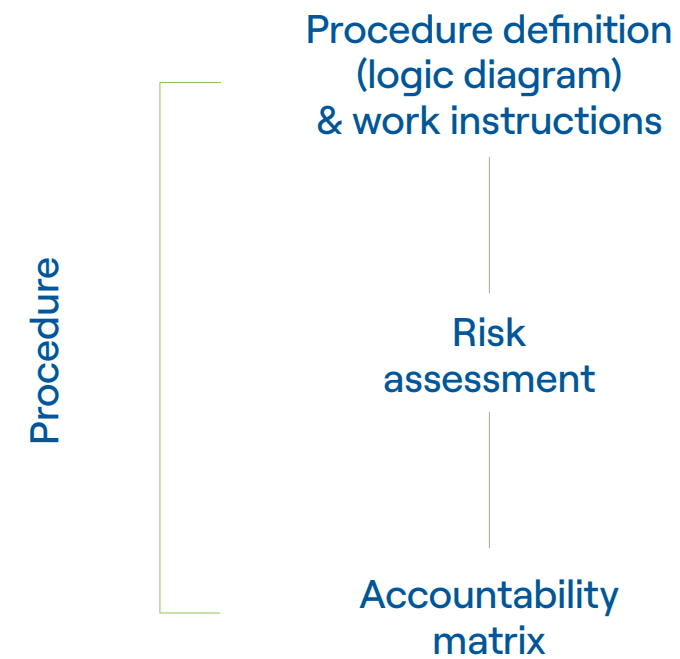 Procedure
Procedure definition
(logic diagram)
& work instructions
Risk
assessment
Accountability
matrix